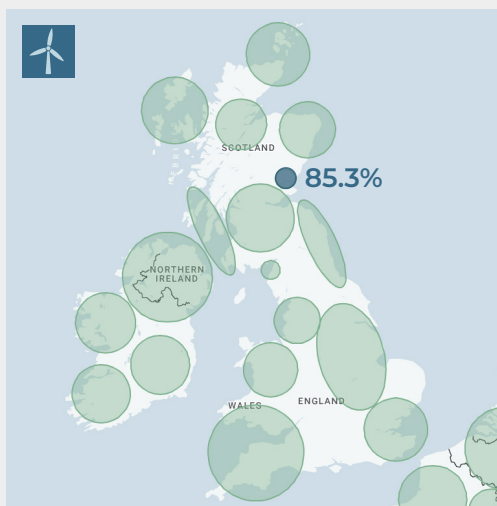 SCOTLAND
85.3%
NORTHERN
IRELAND
WALES
ENGLAND